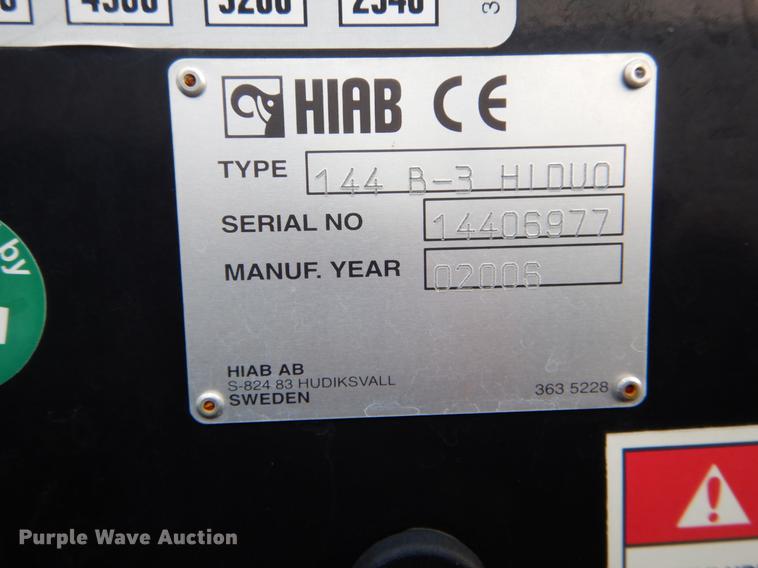 HIAB CE
TYPE 144 B-3 HIDUO
SERIAL NO 14406977
MANUF. YEAR 02006
HIAB AB
S-824 83 HUDIKSVALL
SWEDEN
363 5228
by
Purple Wave Auction